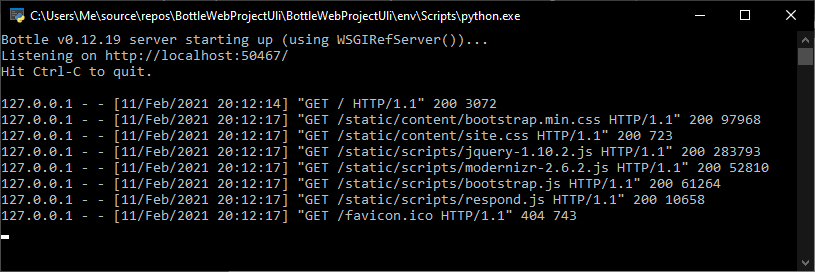 C:\Users\Me\source\repos\BottleWebProjectUli\BottleWebProjectUli\env\Scripts\python.exe
Bottle v0.12.19 server starting up (using WSGIRefServer())...
Listening on http://localhost:50467/
Hit Ctrl-C to quit.
127.0.0.1 - - [11/Feb/2021 20:12:14] "GET / HTTP/1.1" 200 3072
127.0.0.1 - - [11/Feb/2021 20:12:17] "GET /static/content/bootstrap.min.css HTTP/1.1" 200 97968
127.0.0.1 - - [11/Feb/2021 20:12:17] "GET /static/content/site.css HTTP/1.1" 200 723
127.0.0.1 - - [11/Feb/2021 20:12:17] "GET /static/scripts/jquery-1.10.2.js HTTP/1.1" 200 283793
127.0.0.1 - - [11/Feb/2021 20:12:17] "GET /static/scripts/modernizr-2.6.2.js HTTP/1.1" 200 52810
127.0.0.1 - - [11/Feb/2021 20:12:17] "GET /static/scripts/bootstrap.js HTTP/1.1" 200 61264
127.0.0.1 - - [11/Feb/2021 20:12:17] "GET /static/scripts/respond.js HTTP/1.1" 200 10658
127.0.0.1 - - [11/Feb/2021 20:12:17] "GET /favicon.ico HTTP/1.1" 404 743